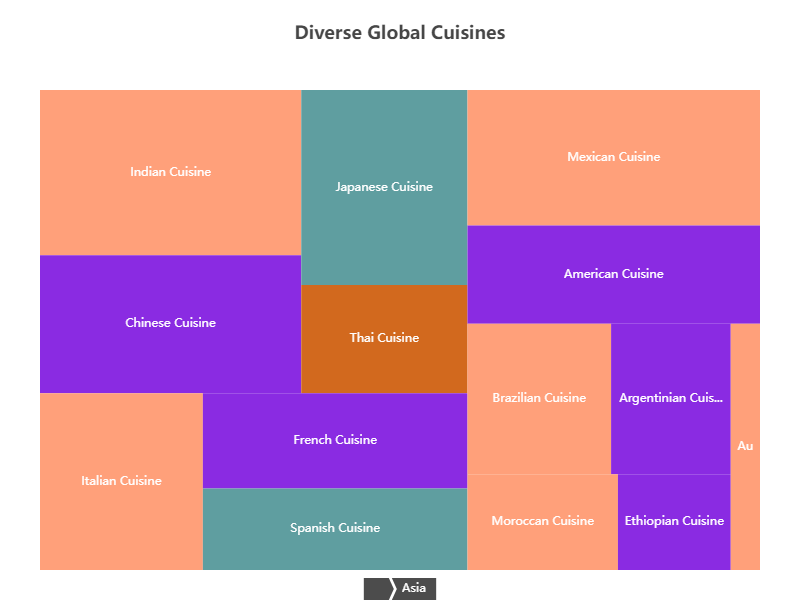 Diverse Global Cuisines
Indian Cuisine
Japanese Cuisine
Mexican Cuisine
American Cuisine
Chinese Cuisine
Thai Cuisine
Brazilian Cuisine
Argentinian Cuis...
Au
French Cuisine
Italian Cuisine
Spanish Cuisine
Moroccan Cuisine
Ethiopian Cuisine
Asia